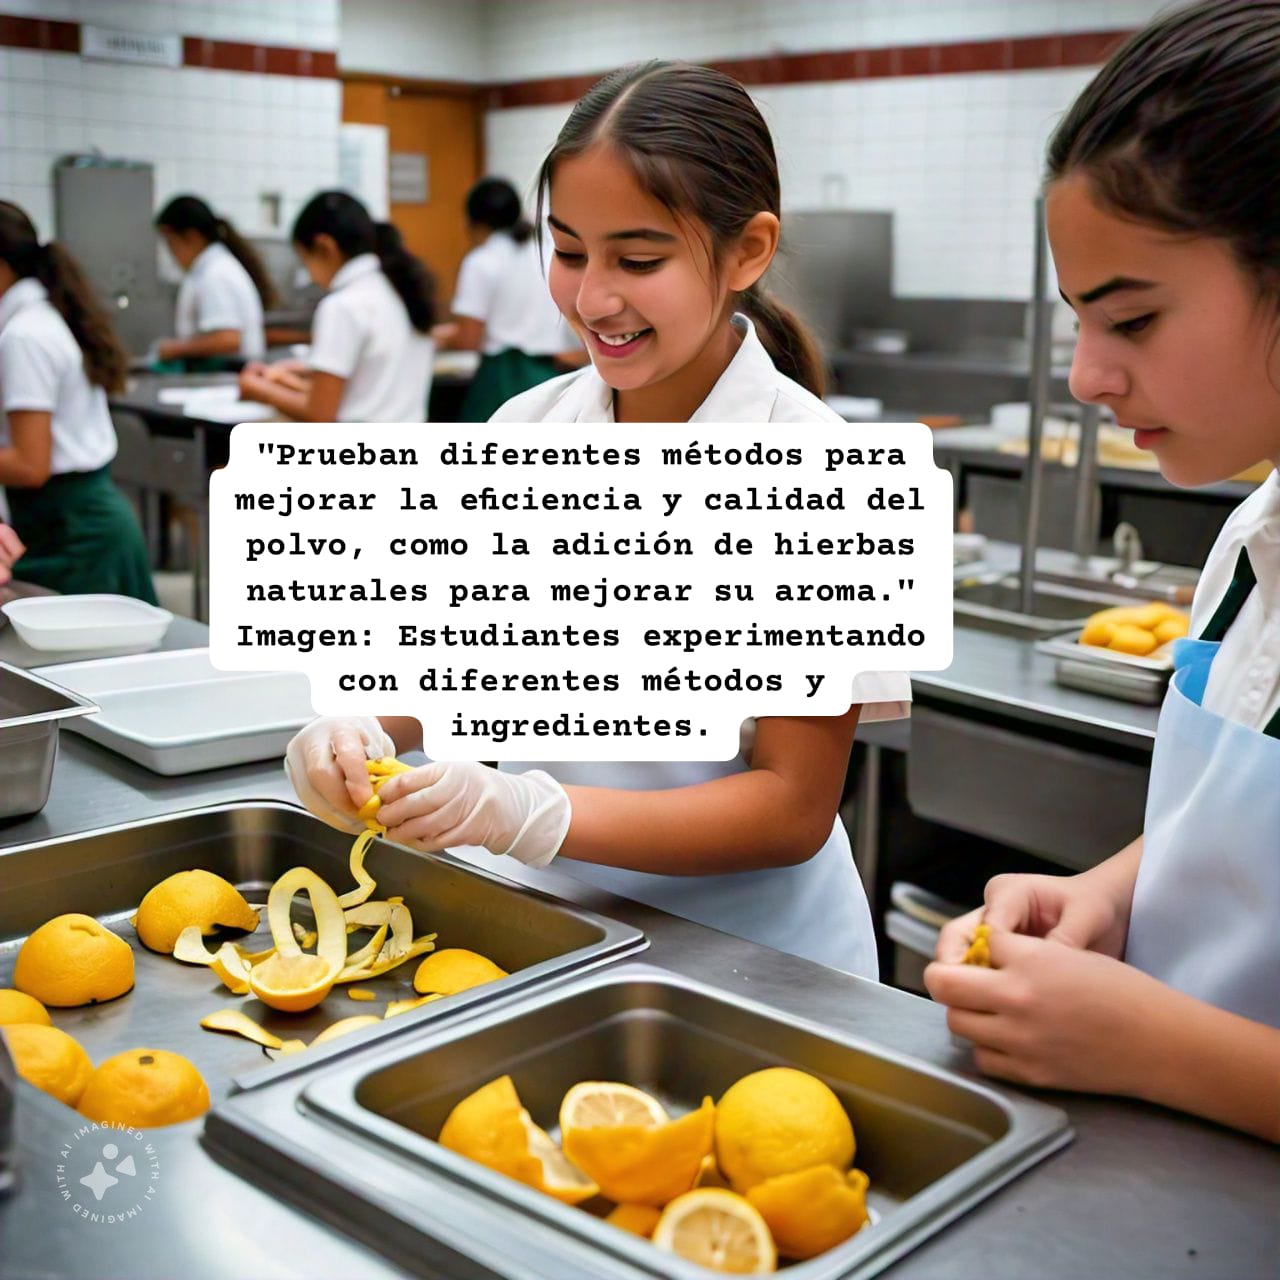 "Prueban diferentes métodos para
mejorar la eficiencia y calidad del
polvo, como la adición de hierbas
naturales para mejorar su aroma."
Imagen: Estudiantes experimentando
con diferentes métodos y
ingredientes.
IMAGINED WITH AI IMAGINED WITH AI